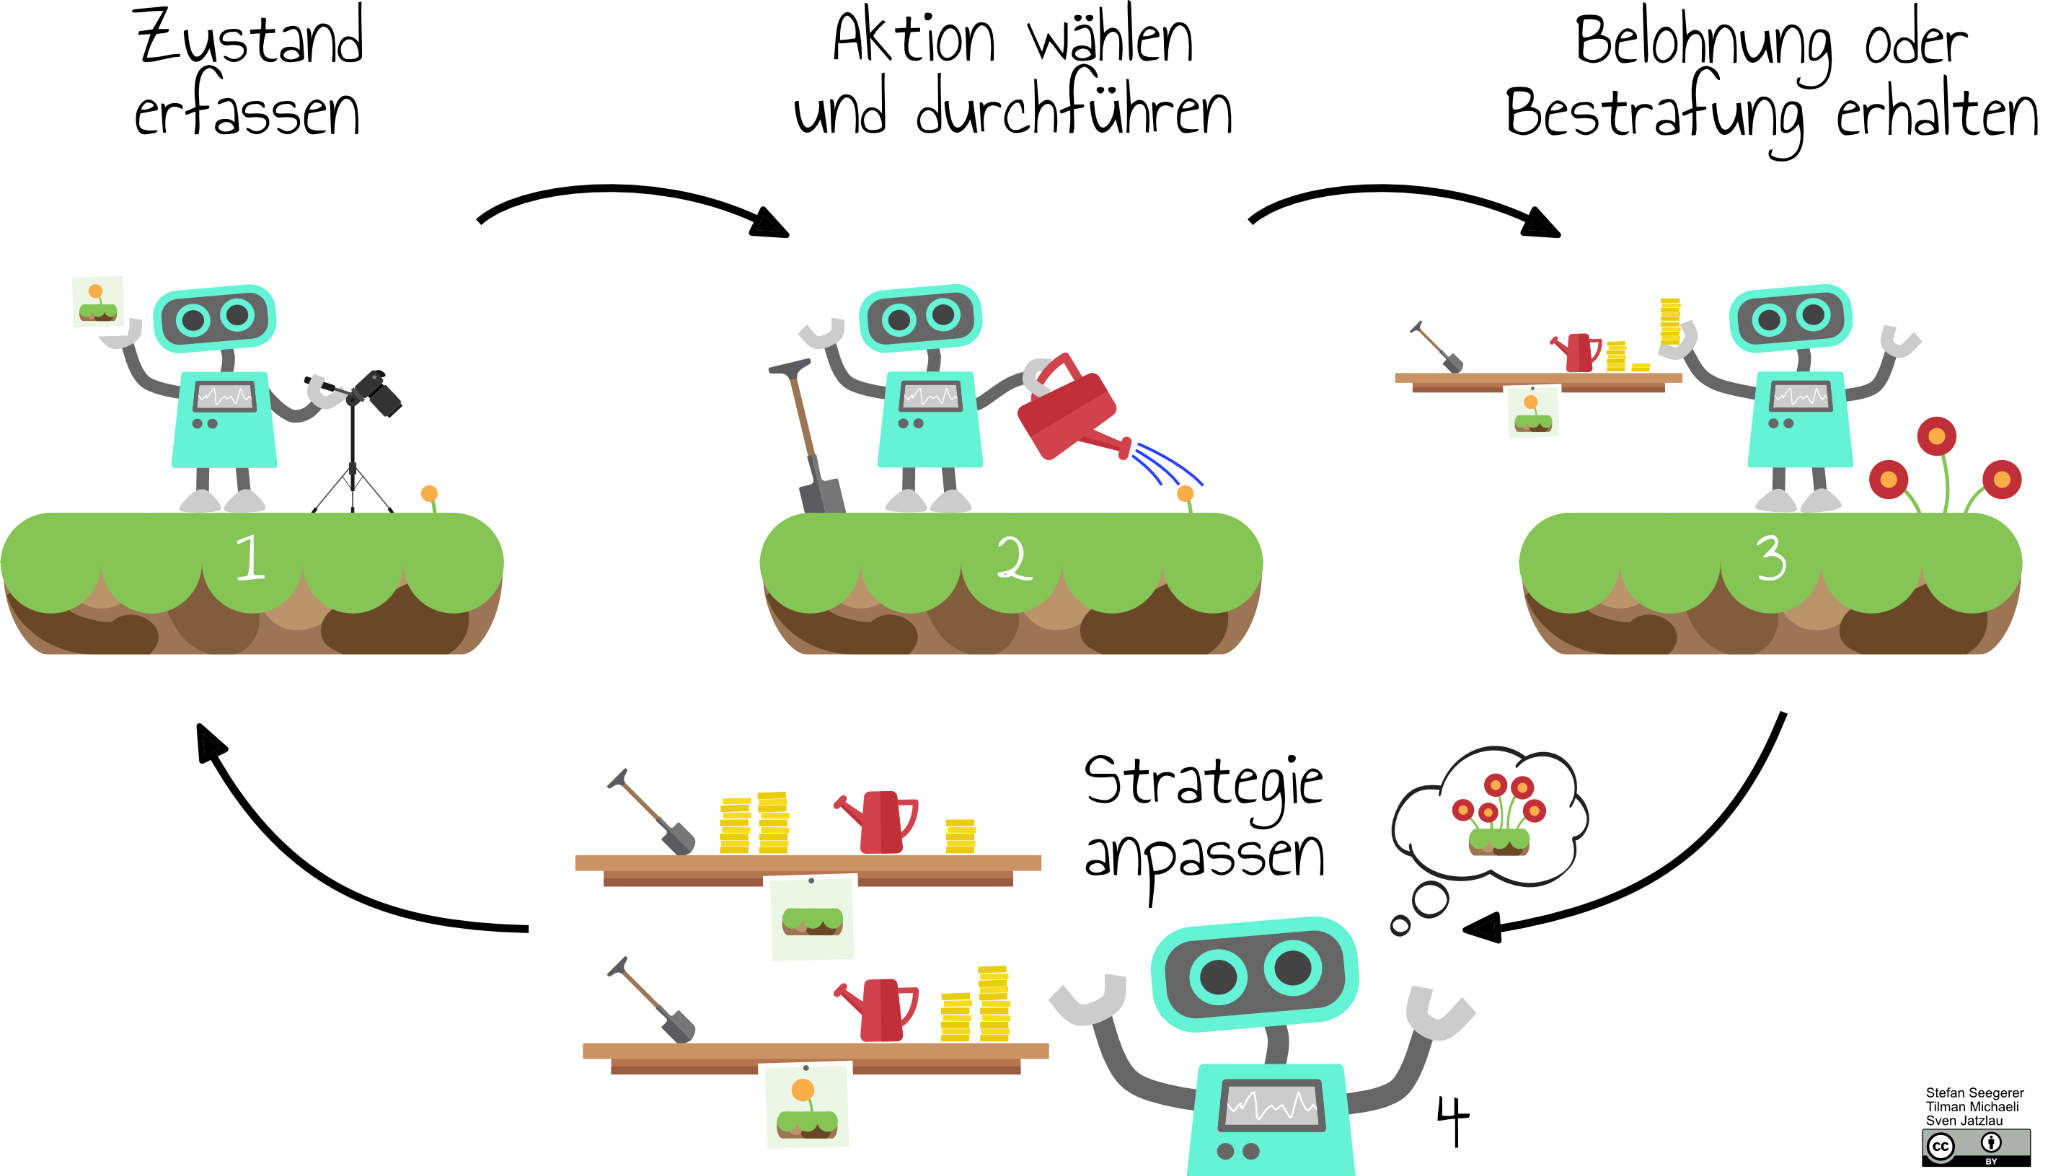 Zustand
erfassen
Aktion wählen
und durchführen
Belohnung oder
Bestrafung erhalten
1
2
3
Strategie
anpassen
4
Stefan Seegerer
Tilman Michaeli
Sven Jatzlau
cc
BY